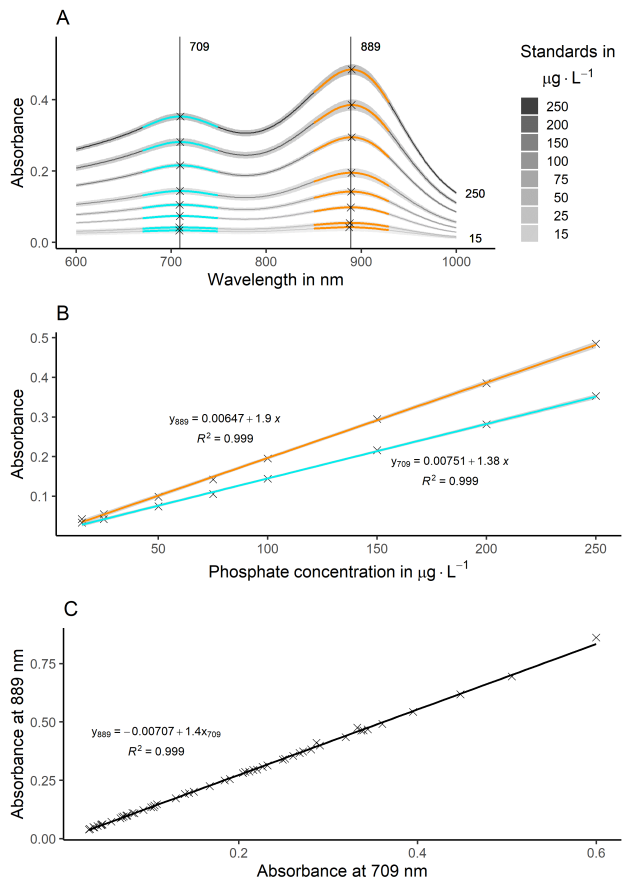 A
709
889
Standards in
μg · L⁻¹
250
200
150
100
75
50
25
15
Absorbance
0.4
0.2
0.0
250
15
600
700
800
900
1000
Wavelength in nm
B
Absorbance
0.5
0.4
0.3
0.2
0.1
y₈₈₉ = 0.00647 + 1.9 x
R² = 0.999
y₇₀₉ = 0.00751 + 1.38 x
R² = 0.999
50
100
150
200
250
Phosphate concentration in μg · L⁻¹
C
Absorbance at 889 nm
0.75
0.50
0.25
0.00
y₈₈₉ = −0.00707 + 1.4x₇₀₉
R² = 0.999
0.2
0.4
0.6
Absorbance at 709 nm